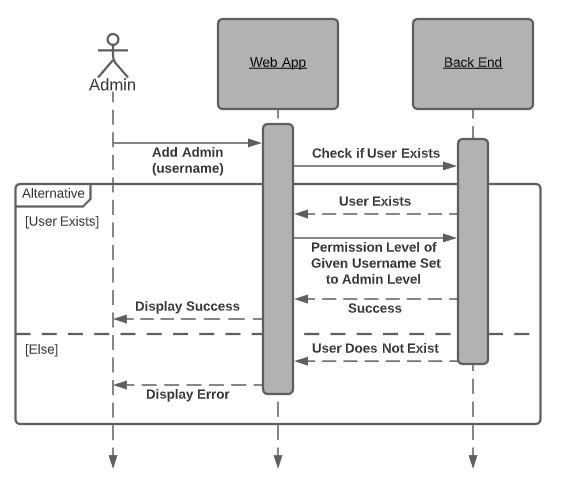 Web App
Back End
Admin
Add Admin
(username)
Check if User Exists
Alternative
[User Exists]
User Exists
Permission Level of
Given Username Set
to Admin Level
Display Success
Success
[Else]
User Does Not Exist
Display Error